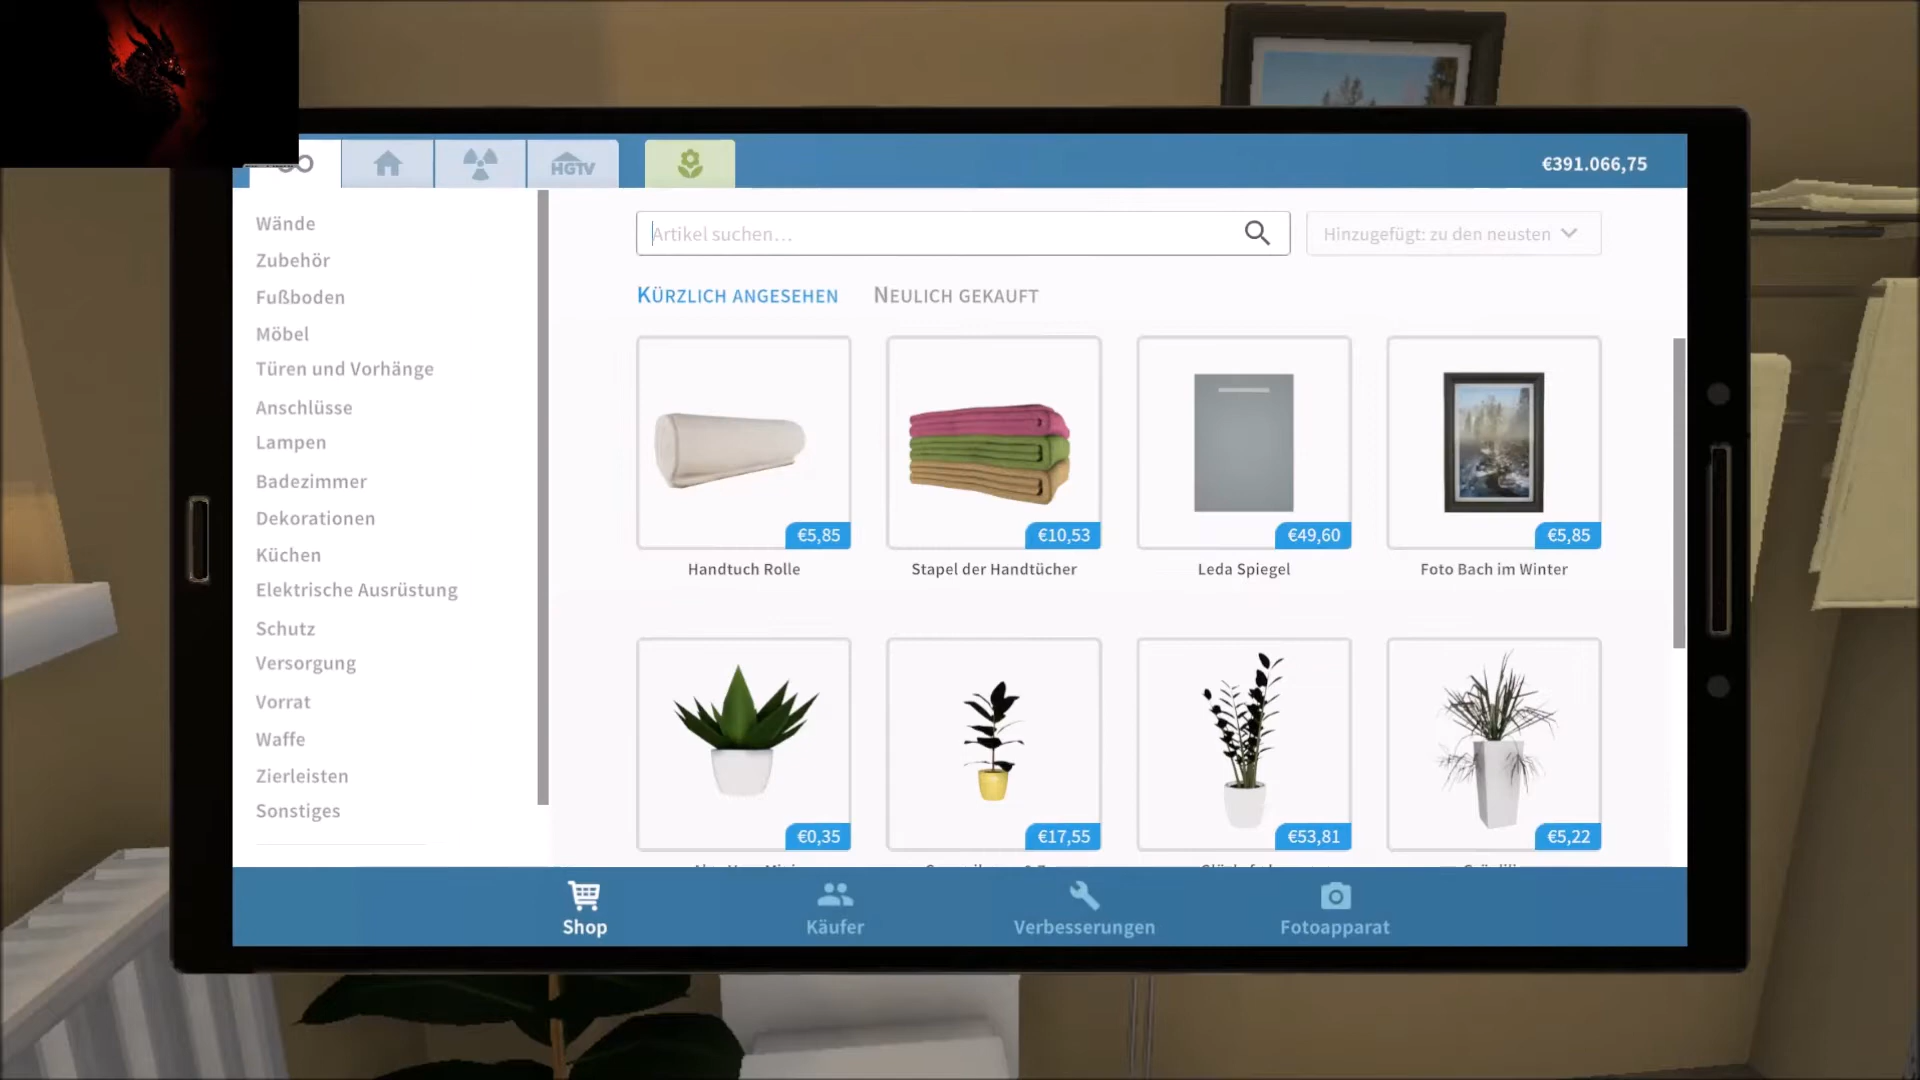 HGTV
€391.066,75
Wände
Zubehör
Fußboden
Möbel
Türen und Vorhänge
Anschlüsse
Lampen
Badezimmer
Dekorationen
Küchen
Elektrische Ausrüstung
Schutz
Versorgung
Vorrat
Waffe
Zierleisten
Sonstiges
Artikel suchen...
Hinzugefügt: zu den neusten
KÜRZLICH ANGESEHEN
NEULICH GEKAUFT
€5,85
€10,53
€49,60
€5,85
Handtuch Rolle
Stapel der Handtücher
Leda Spiegel
Foto Bach im Winter
€0,35
€17,55
€53,81
€5,22
Shop
Käufer
Verbesserungen
Fotoapparat